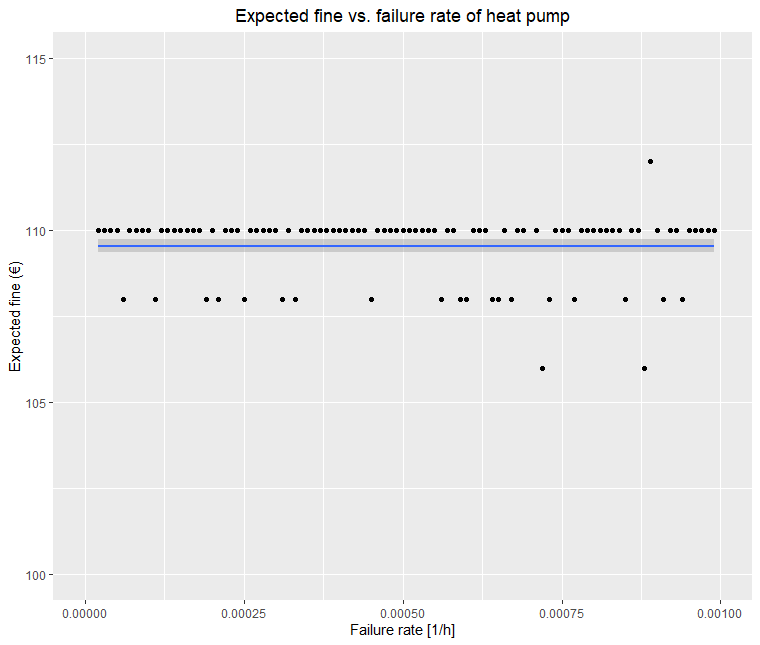 Expected fine vs. failure rate of heat pump
Expected fine (€)
115
110
105
100
0.00000 0.00025 0.00050 0.00075 0.00100
Failure rate [1/h]